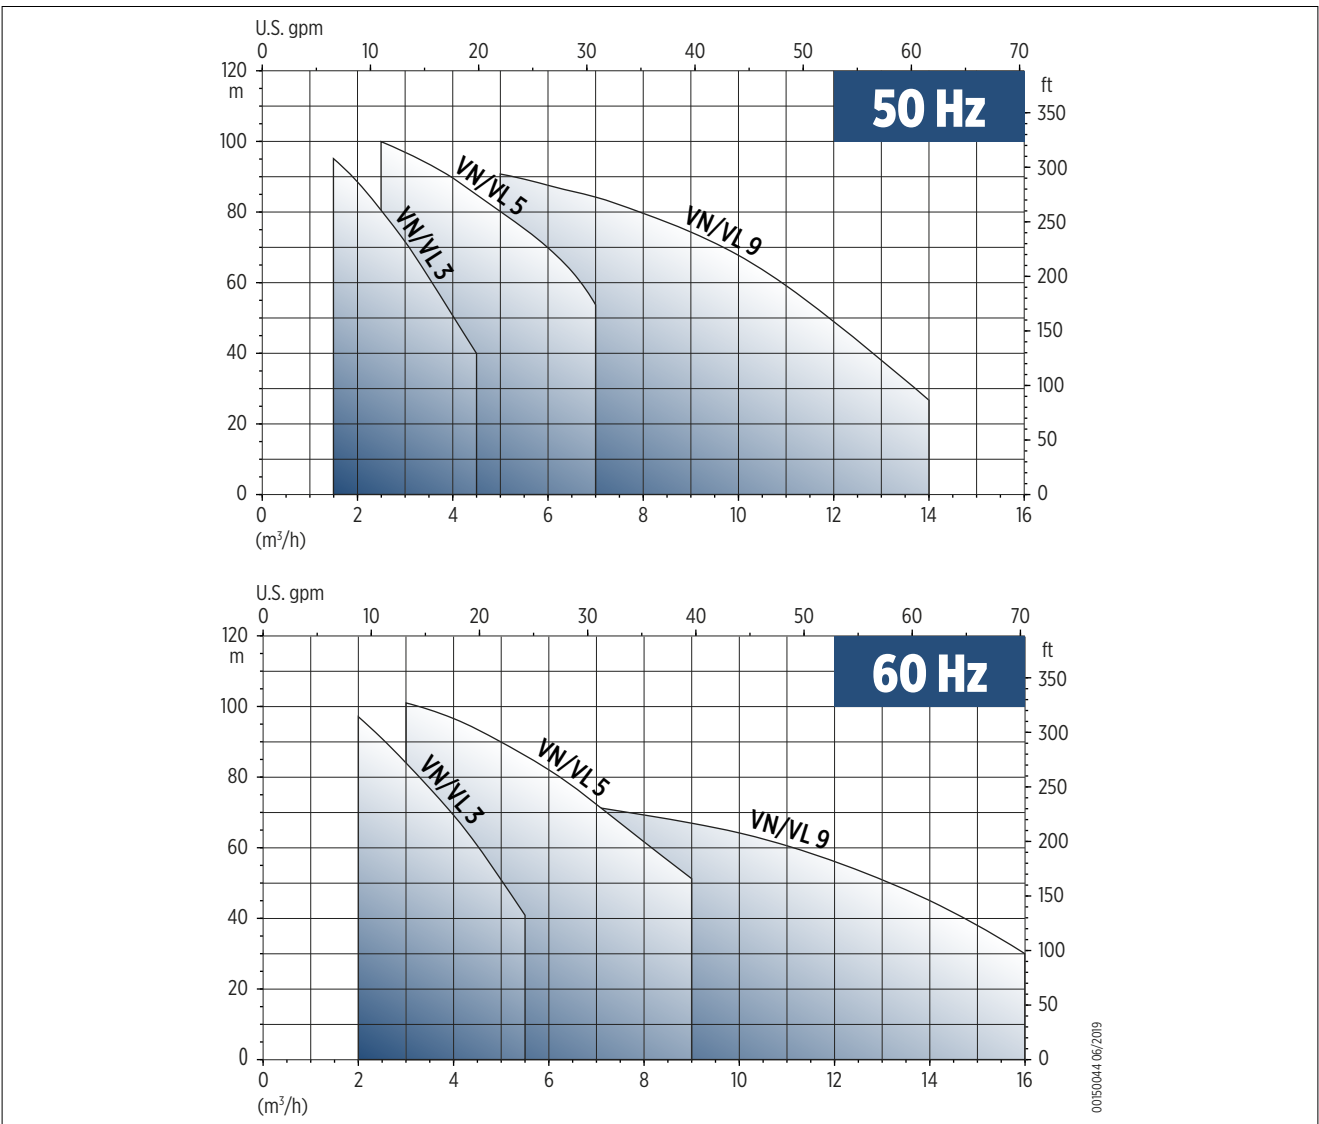 U.S. gpm
0 10 20 30 40 50 60 70
120
m
100
80
60
40
20
0
50 Hz
ft
350
300
250
200
150
100
50
0
VN/VL 3
VN/VL 5
VN/VL 9
0 2 4 6 8 10 12 14 16
(m³/h)
U.S. gpm
0 10 20 30 40 50 60 70
120
m
100
80
60
40
20
0
60 Hz
ft
350
300
250
200
150
100
50
0
VN/VL 3
VN/VL 5
VN/VL 9
0 2 4 6 8 10 12 14 16
(m³/h)
00150044 06/2019